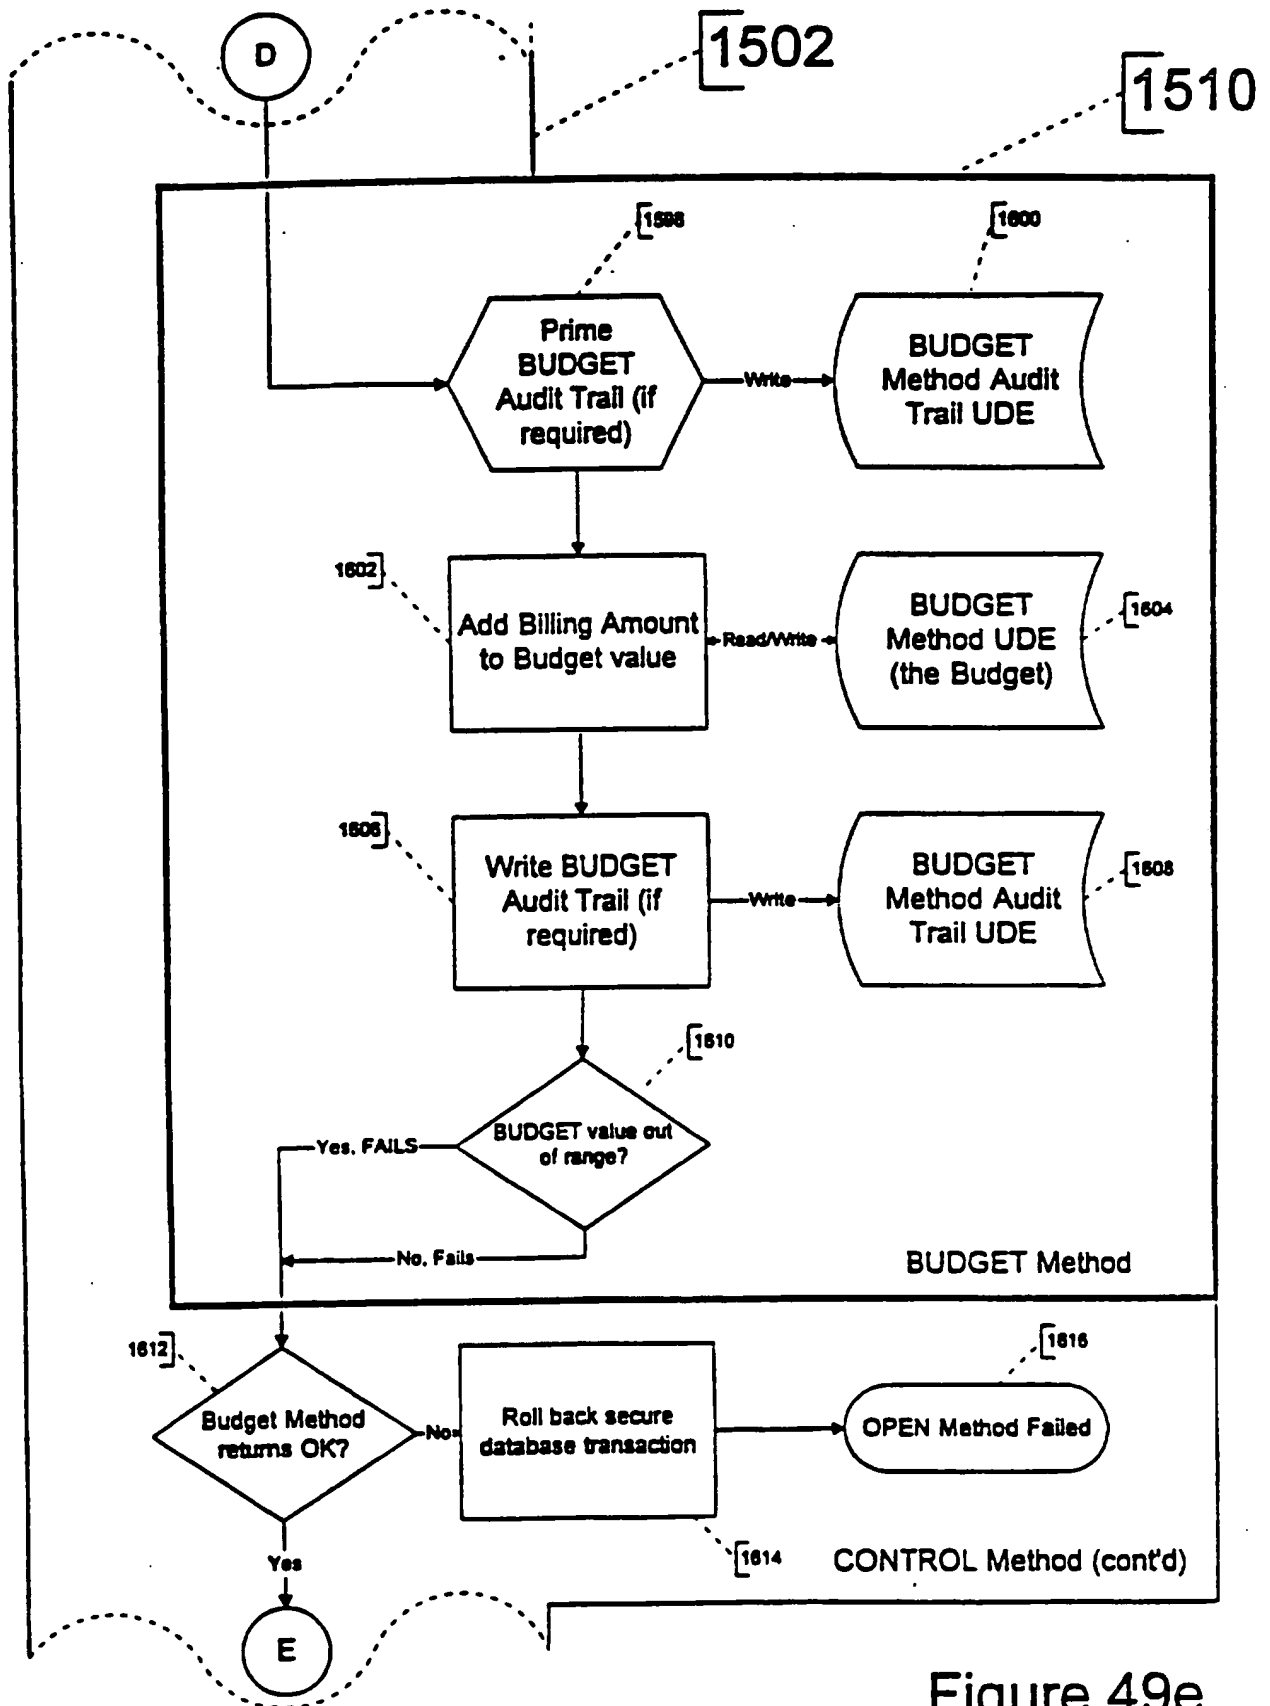 D
1502
1510
1598
1600
Prime
BUDGET
Audit Trail (if
required)
Write
BUDGET
Method Audit
Trail UDE
1602
Add Billing Amount
to Budget value
Read/Write
BUDGET
Method UDE
(the Budget)
1604
1606
Write BUDGET
Audit Trail (if
required)
Write
BUDGET
Method Audit
Trail UDE
1608
1610
BUDGET value out
of range?
Yes, FAILS
No, Fails
BUDGET Method
1612
Budget Method
returns OK?
No
Roll back secure
database transaction
1616
OPEN Method Failed
Yes
1614
CONTROL Method (cont'd)
E
Figure 49e